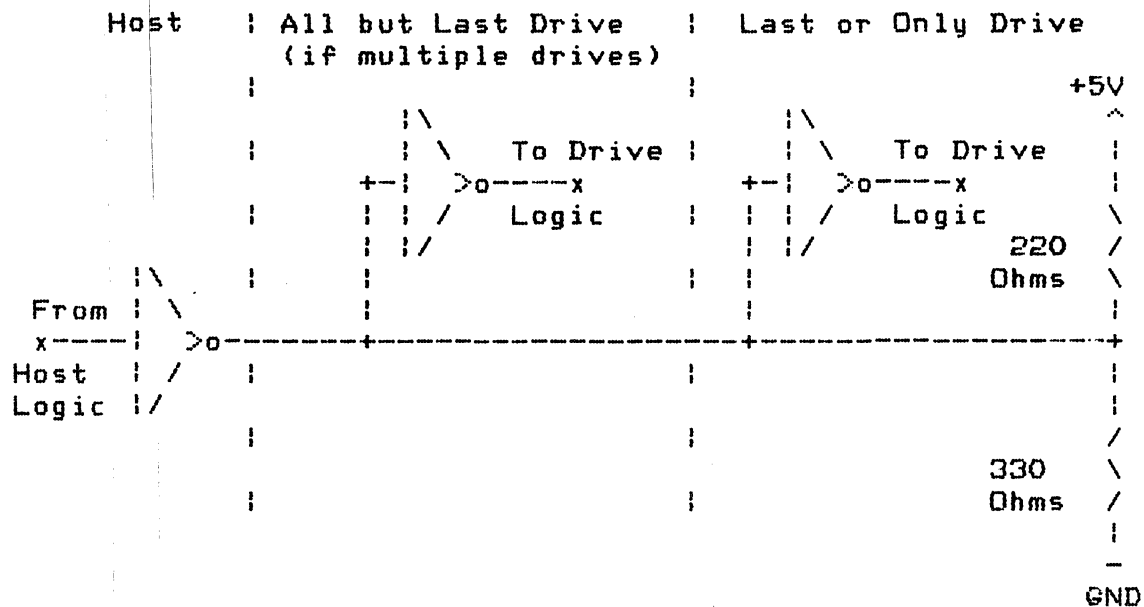 Host ¦ All but Last Drive ¦ Last or Only Drive
(if multiple drives)
+5V
To Drive
To Drive
x
x
Logic
Logic
220
Ohms
From
x
Host
Logic
330
Ohms
GND